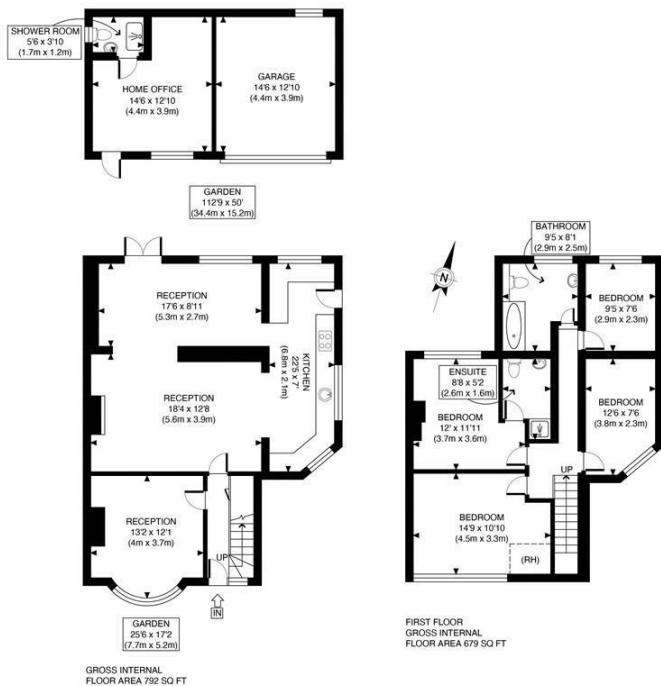 SHOWER ROOM
5'6 x 3'10
(1.7m x 1.2m)
HOME OFFICE
14'6 x 12'10
(4.4m x 3.9m)
GARAGE
14'6 x 12'10
(4.4m x 3.9m)
GARDEN
112'9 x 50'
(34.4m x 15.2m)
RECEPTION
17'6 x 8'11
(5.3m x 2.7m)
KITCHEN
22'5 x 7'
(6.8m x 2.1m)
RECEPTION
18'4 x 12'8
(5.6m x 3.9m)
RECEPTION
13'2 x 12'1
(4m x 3.7m)
UP
IN
GARDEN
25'6 x 17'2
(7.7m x 5.2m)
GROSS INTERNAL
FLOOR AREA 792 SQ FT
N
BATHROOM
9'5 x 8'1
(2.9m x 2.5m)
BEDROOM
9'5 x 7'6
(2.9m x 2.3m)
ENSUITE
8'8 x 5'2
(2.6m x 1.6m)
BEDROOM
12' x 11'11
(3.7m x 3.6m)
BEDROOM
12'6 x 7'6
(3.8m x 2.3m)
UP
BEDROOM
14'9 x 10'10
(4.5m x 3.3m)
(RH)
FIRST FLOOR
GROSS INTERNAL
FLOOR AREA 679 SQ FT